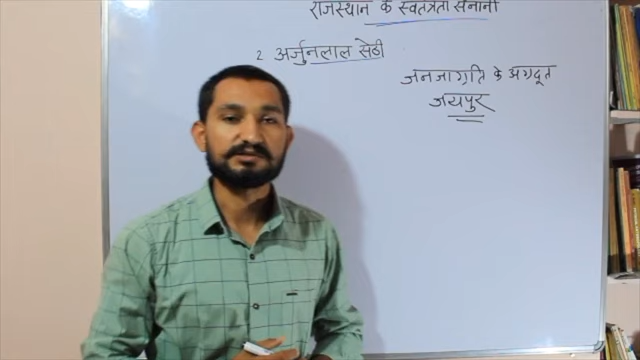 राजस्थान के स्वतंत्रता सेनानी
2 अर्जुनलाल सेठी
जनजागृति के अग्रदूत
जयपुर